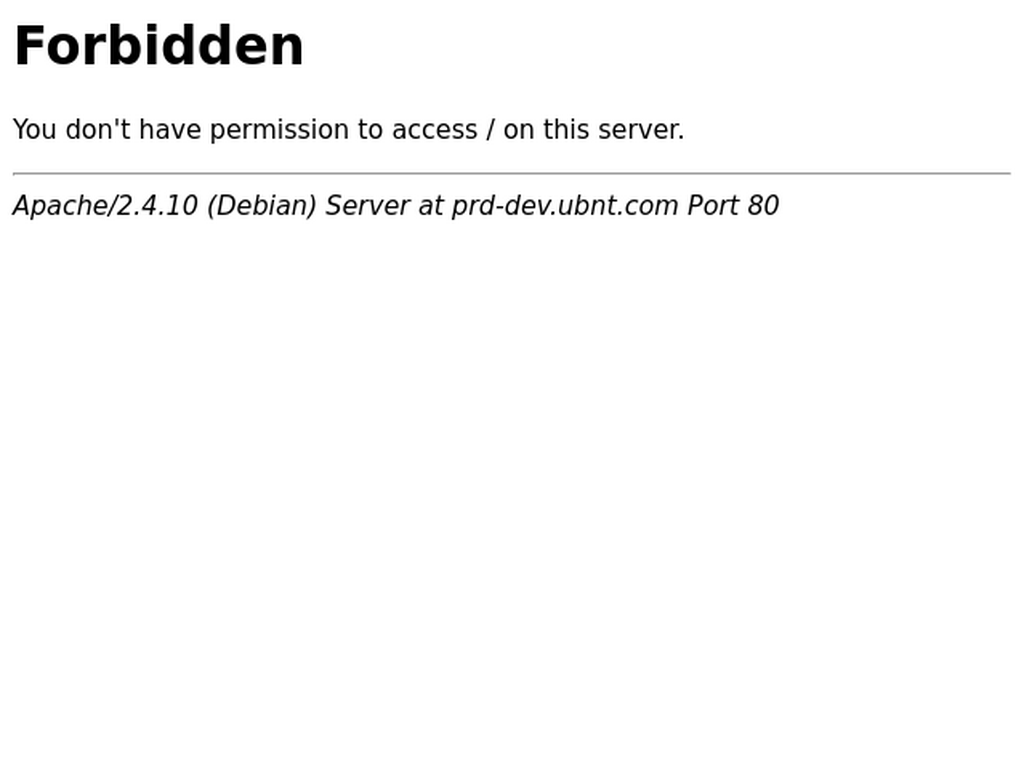 Forbidden
You don't have permission to access / on this server.
Apache/2.4.10 (Debian) Server at prd-dev.ubnt.com Port 80